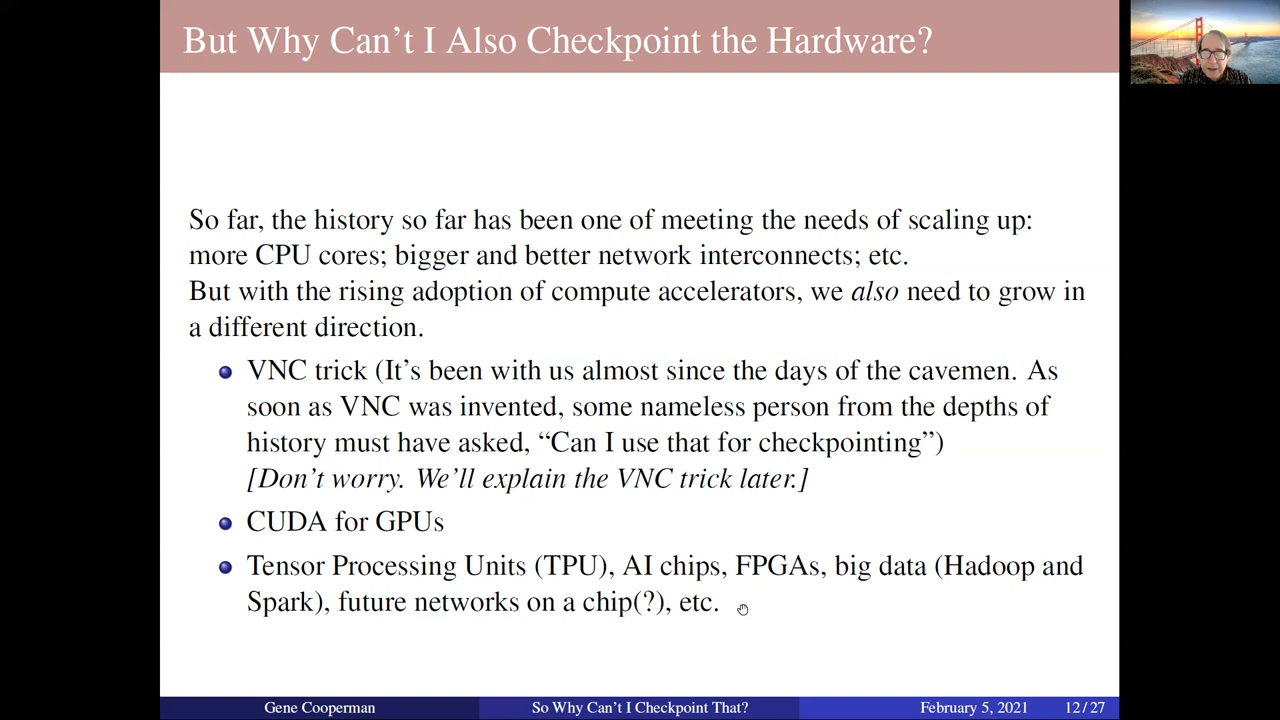 But Why Can't I Also Checkpoint the Hardware?
So far, the history so far has been one of meeting the needs of scaling up:
more CPU cores; bigger and better network interconnects; etc.
But with the rising adoption of compute accelerators, we also need to grow in
a different direction.
VNC trick (It's been with us almost since the days of the cavemen. As
soon as VNC was invented, some nameless person from the depths of
history must have asked, “Can I use that for checkpointing”)
[Don't worry. We'll explain the VNC trick later.]
CUDA for GPUs
Tensor Processing Units (TPU), AI chips, FPGAs, big data (Hadoop and
Spark), future networks on a chip(?), etc.
Gene Cooperman So Why Can't I Checkpoint That? February 5, 2021 12 / 27